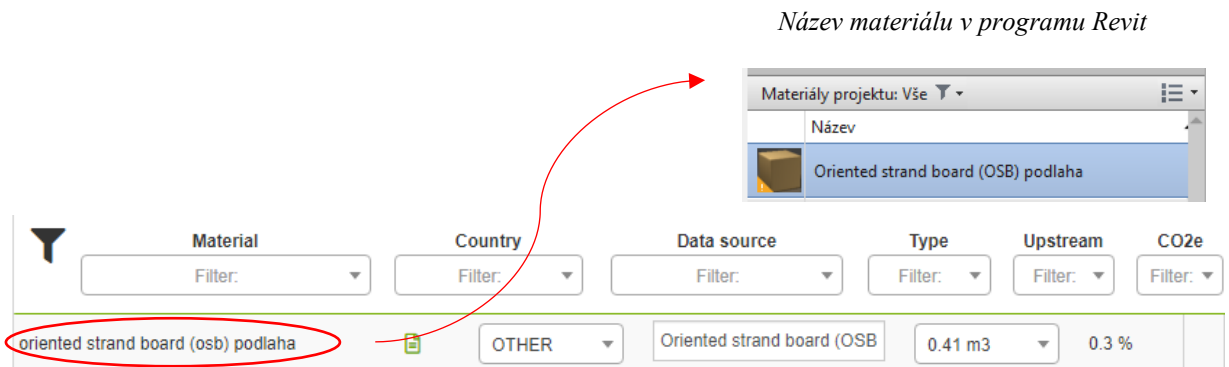 Název materiálu v programu Revit
Materiály projektu: Vše
Název
Oriented strand board (OSB) podlaha
Material Country Data source Type Upstream CO2e
Filter: Filter: Filter: Filter: Filter: Filter:
oriented strand board (osb) podlaha OTHER Oriented strand board (OSB 0.41 m3 0.3 %